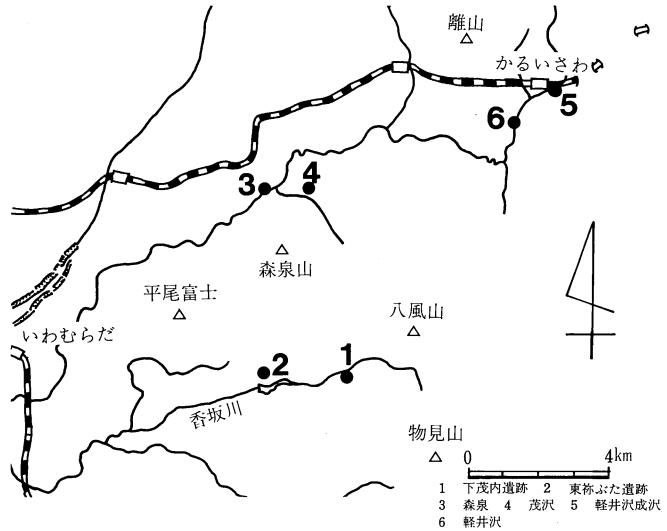 離山
かるいさわ
5
6
3
4
森泉山
平尾富士
八風山
いわむらだ
2
1
香坂川
物見山
0 4km
1 下茂内遺跡 2 東祢ぶた遺跡
3 森泉 4 茂沢 5 軽井沢成沢
6 軽井沢